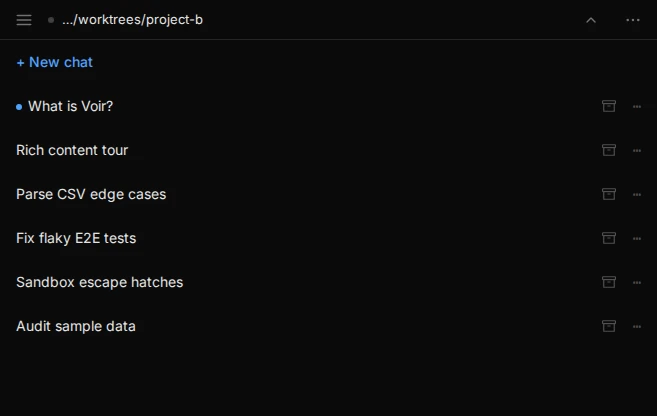 .../worktrees/project-b
+ New chat
What is Voir?
Rich content tour
Parse CSV edge cases
Fix flaky E2E tests
Sandbox escape hatches
Audit sample data